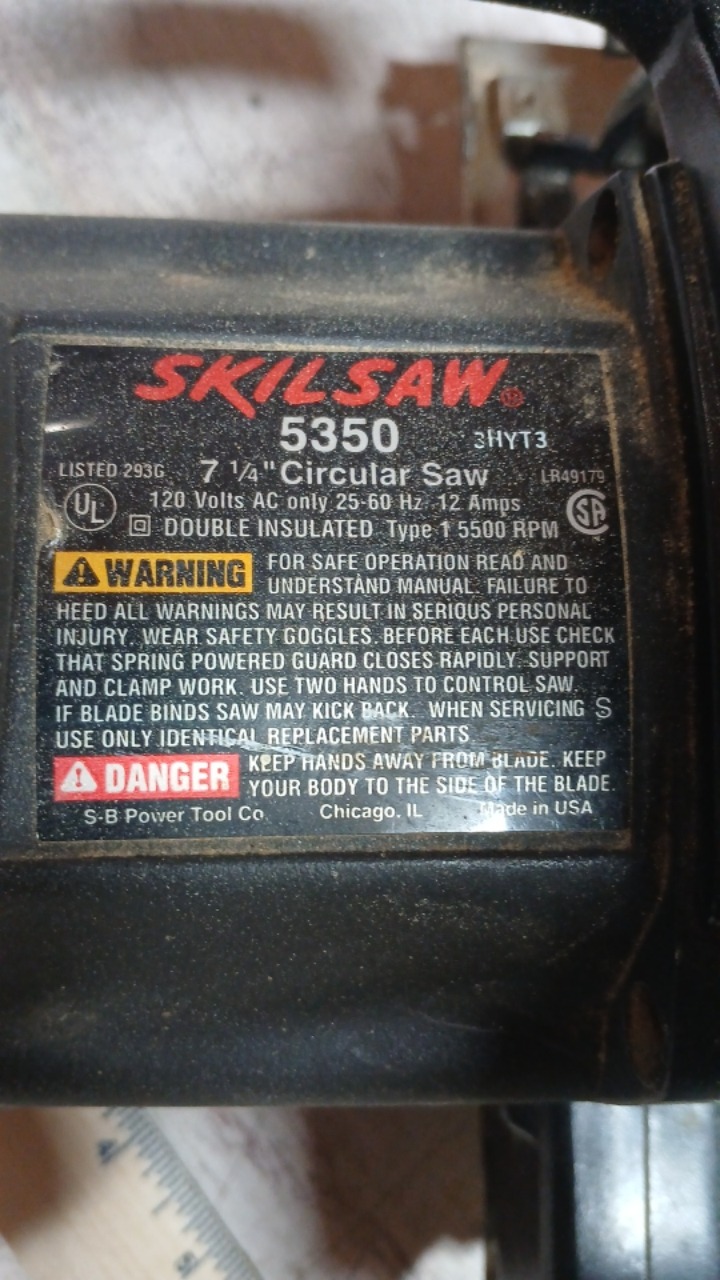 SKILSAW®
5350 3HYT3
LISTED 293G 7 1/4" Circular Saw LR49179
UL 120 Volts AC only 25-60 Hz 12 Amps SA
DOUBLE INSULATED Type 1 5500 RPM
WARNING FOR SAFE OPERATION READ AND
UNDERSTAND MANUAL. FAILURE TO
HEED ALL WARNINGS MAY RESULT IN SERIOUS PERSONAL
INJURY. WEAR SAFETY GOGGLES. BEFORE EACH USE CHECK
THAT SPRING POWERED GUARD CLOSES RAPIDLY. SUPPORT
AND CLAMP WORK. USE TWO HANDS TO CONTROL SAW.
IF BLADE BINDS SAW MAY KICK BACK. WHEN SERVICING S
USE ONLY IDENTICAL REPLACEMENT PARTS
DANGER KEEP HANDS AWAY FROM BLADE. KEEP
YOUR BODY TO THE SIDE OF THE BLADE.
S-B Power Tool Co Chicago, IL Made in USA